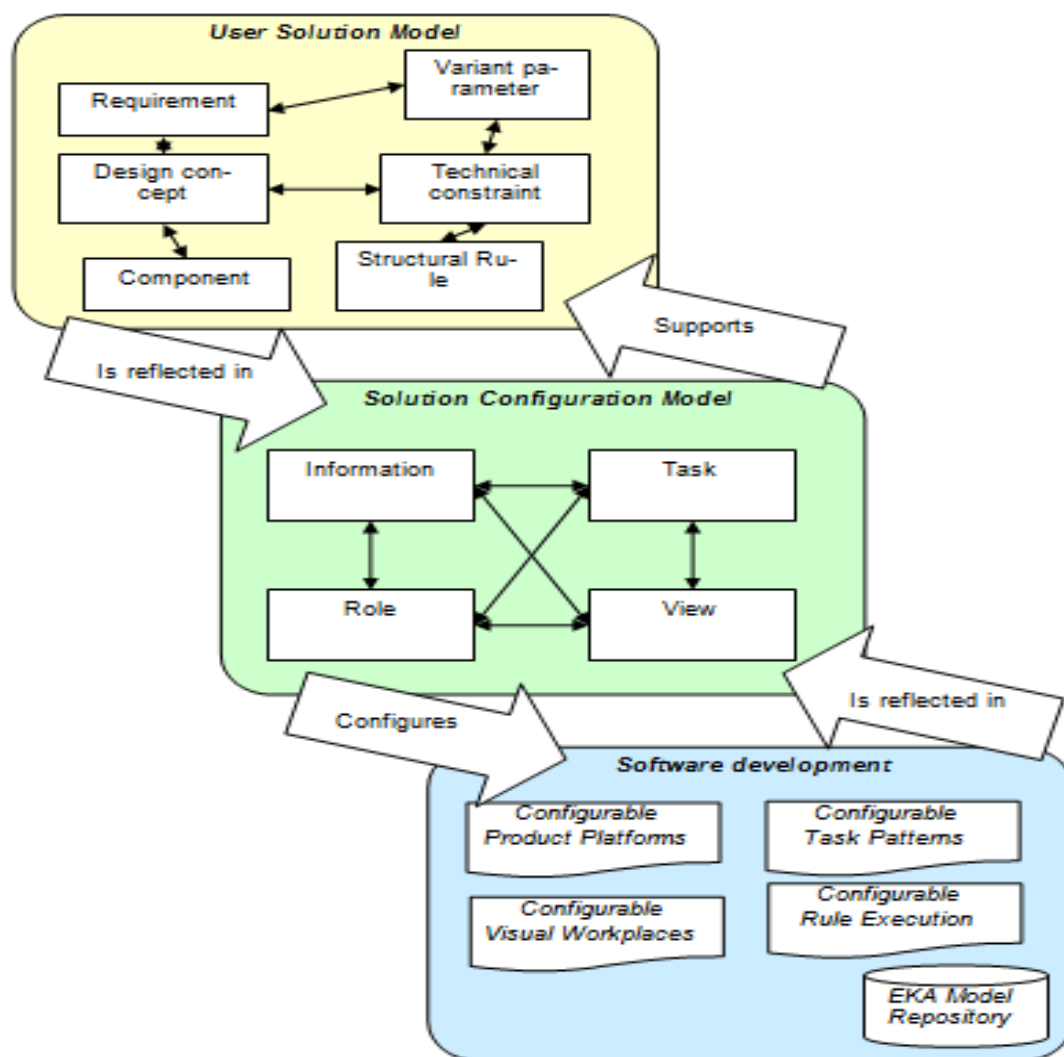 User Solution Model
Variant pa-
rameter
Requirement
Design con-
cept
Technical
constraint
Component
Structural Ru-
le
Supports
Is reflected in
Solution Configuration Model
Information
Task
Role
View
Is reflected in
Configures
Software development
Configurable
Product Platforms
Configurable
Task Patterns
Configurable
Visual Workplaces
Configurable
Rule Execution
EKA Model
Repository